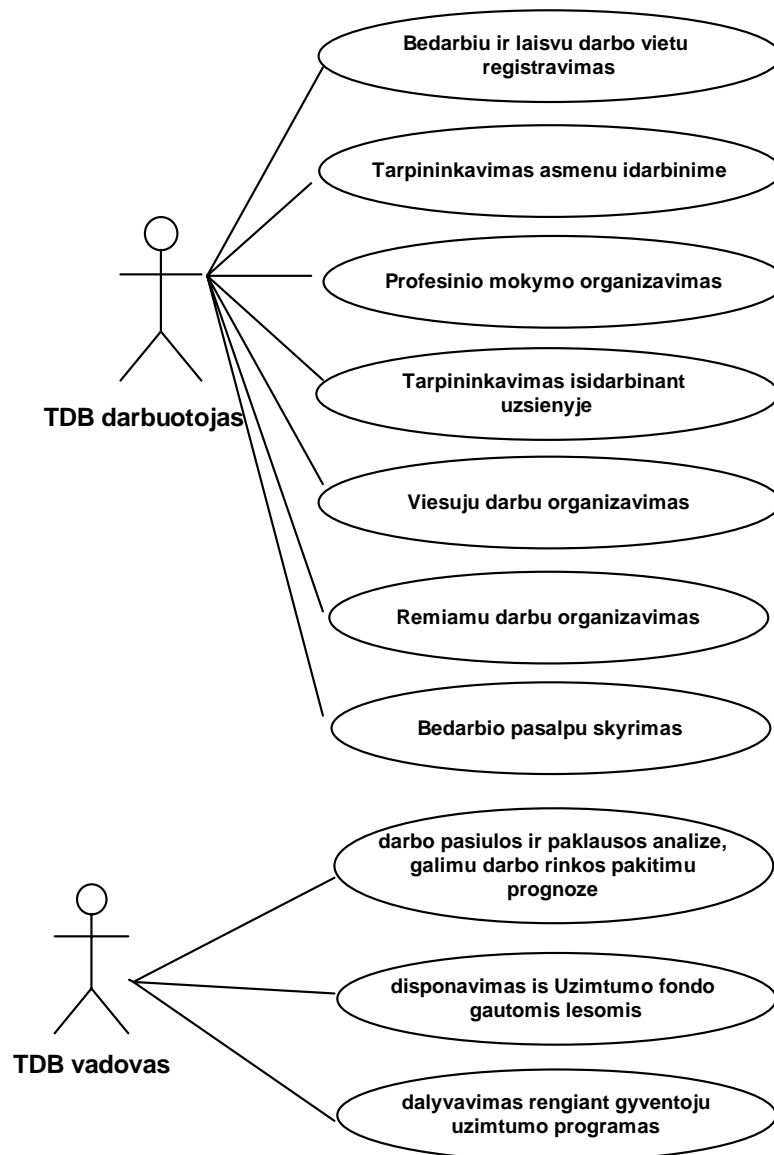 Bedarbiu ir laisvu darbo vietu
registravimas
Tarpininkavimas asmenu idarbinime
Profesinio mokymo organizavimas
Tarpininkavimas isidarbinant
uzsienyje
TDB darbuotojas
Viesuju darbu organizavimas
Remiamu darbu organizavimas
Bedarbio pasalpu skyrimas
darbo pasiulos ir paklausos analize,
galimu darbo rinkos pakitimu
prognoze
disponavimas is Uzimtumo fondo
gautomis lesomis
TDB vadovas
dalyvavimas rengiant gyventoju
uzimtumo programas